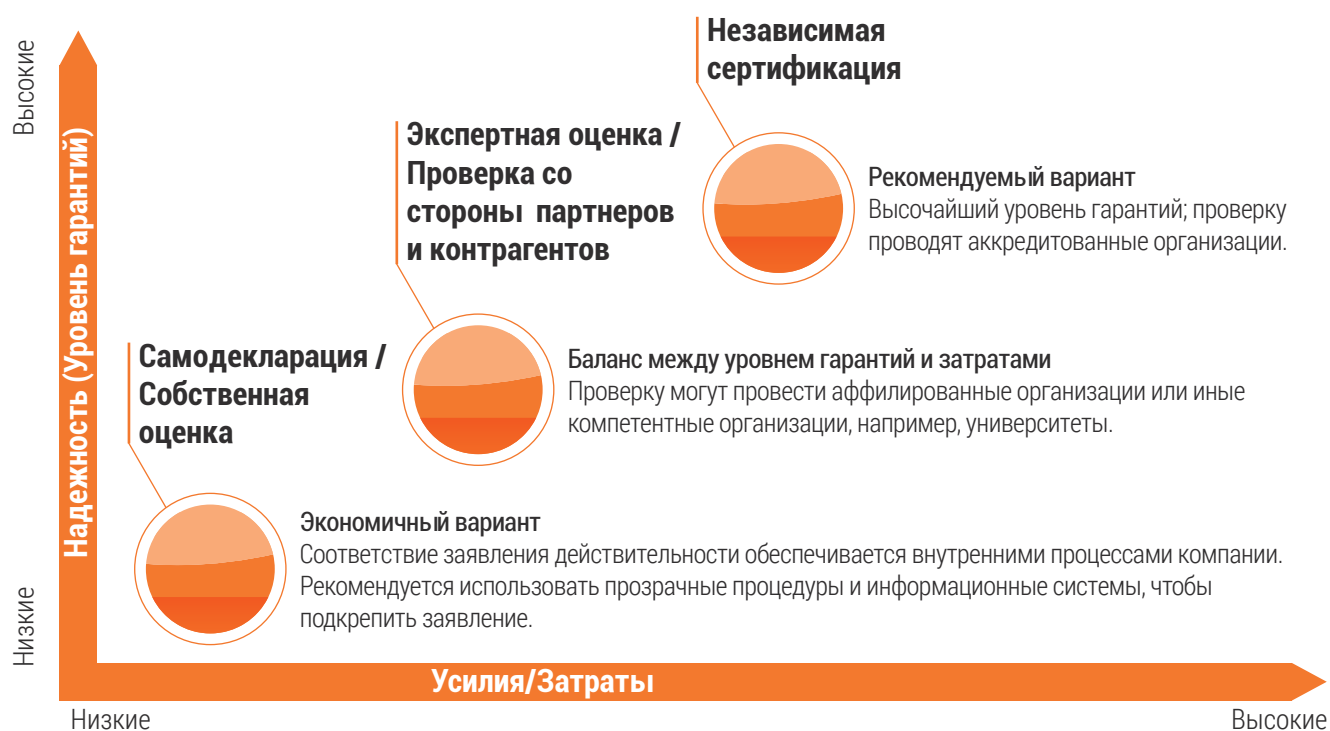 Высокие
Надежность (Уровень гарантий)
Низкие
Независимая
сертификация
Рекомендуемый вариант
Высочайший уровень гарантий; проверку
проводят аккредитованные организации.
Экспертная оценка /
Проверка со
стороны партнеров
и контрагентов
Баланс между уровнем гарантий и затратами
Проверку могут провести аффилированные организации или иные
компетентные организации, например, университеты.
Самодекларация /
Собственная
оценка
Экономичный вариант
Соответствие заявления действительности обеспечивается внутренними процессами компании.
Рекомендуется использовать прозрачные процедуры и информационные системы, чтобы
подкрепить заявление.
Усилия/Затраты
Низкие
Высокие